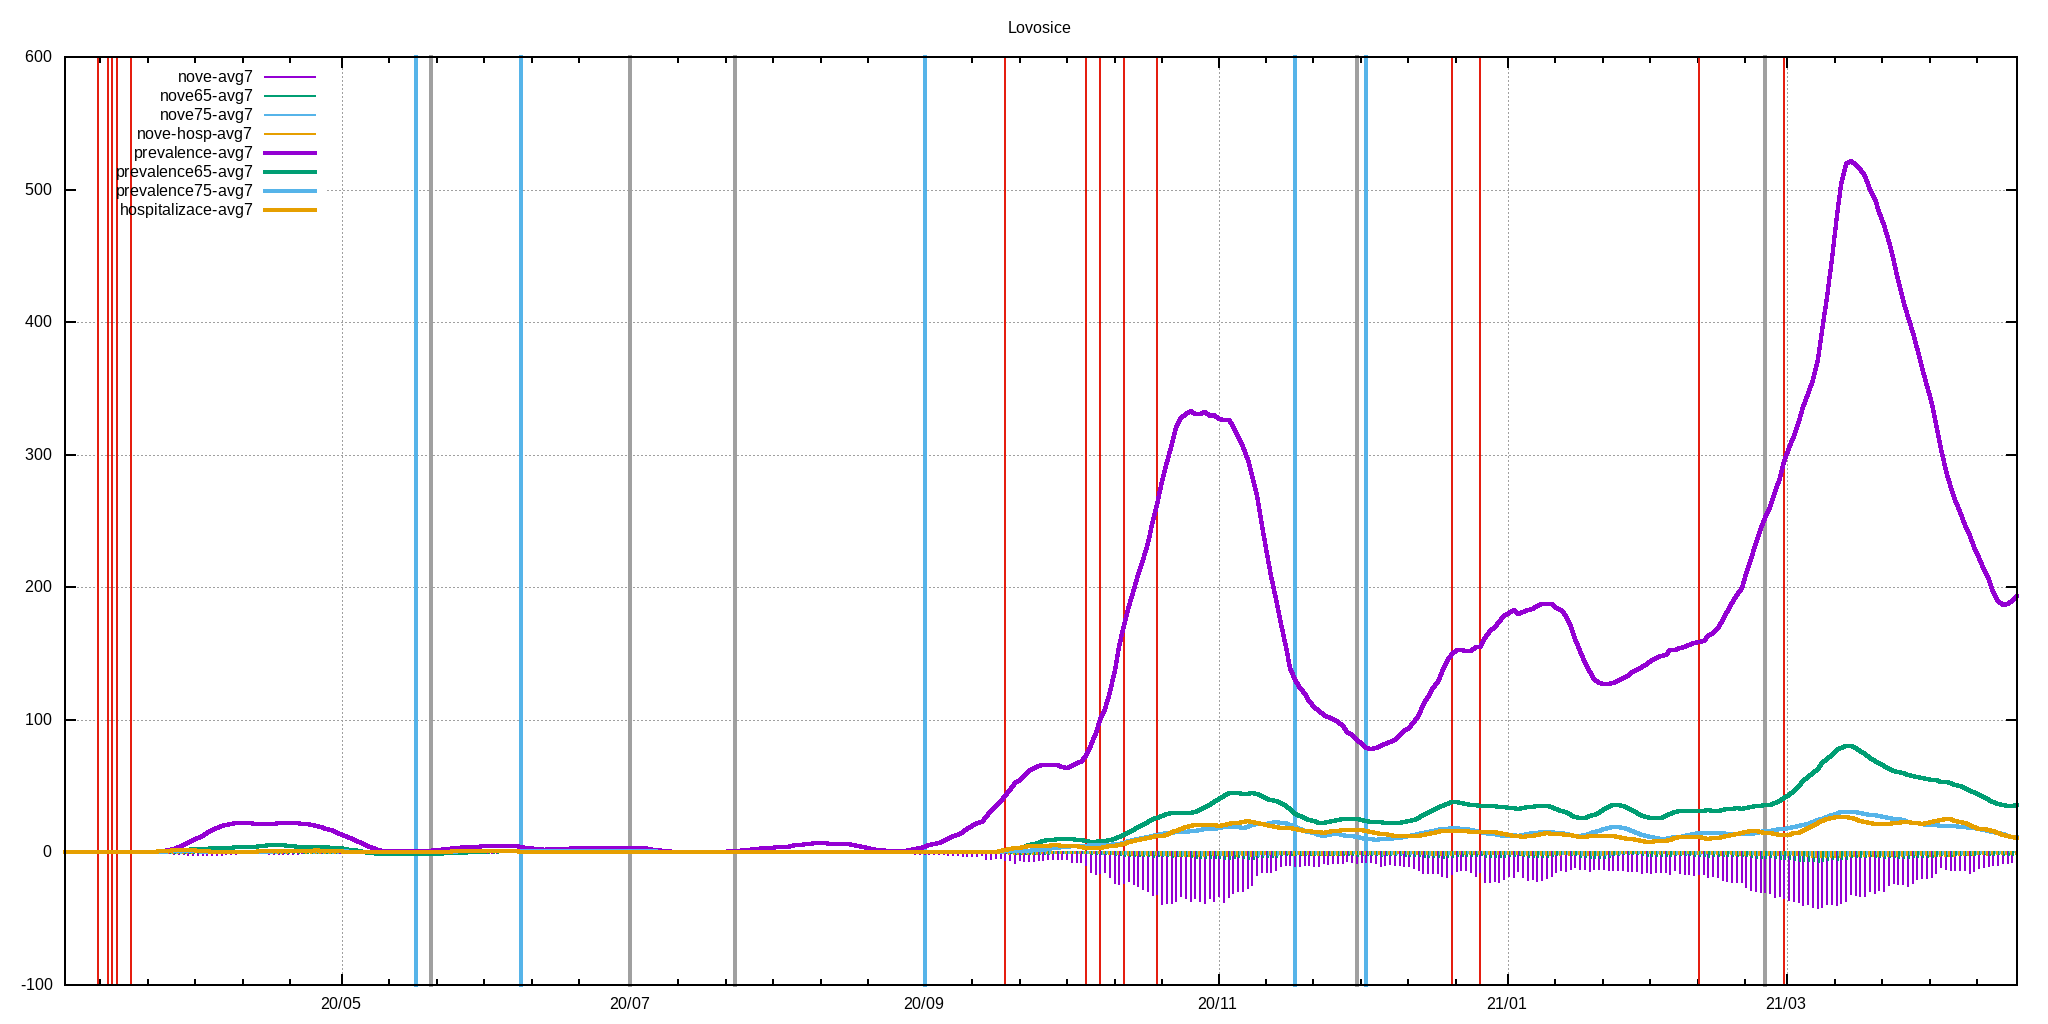 Lovosice
600
500
400
300
200
100
0
-100
nove-avg7
nove65-avg7
nove75-avg7
nove-hosp-avg7
prevalence-avg7
prevalence65-avg7
prevalence75-avg7
hospitalizace-avg7
20/05 20/07 20/09 20/11 21/01 21/03